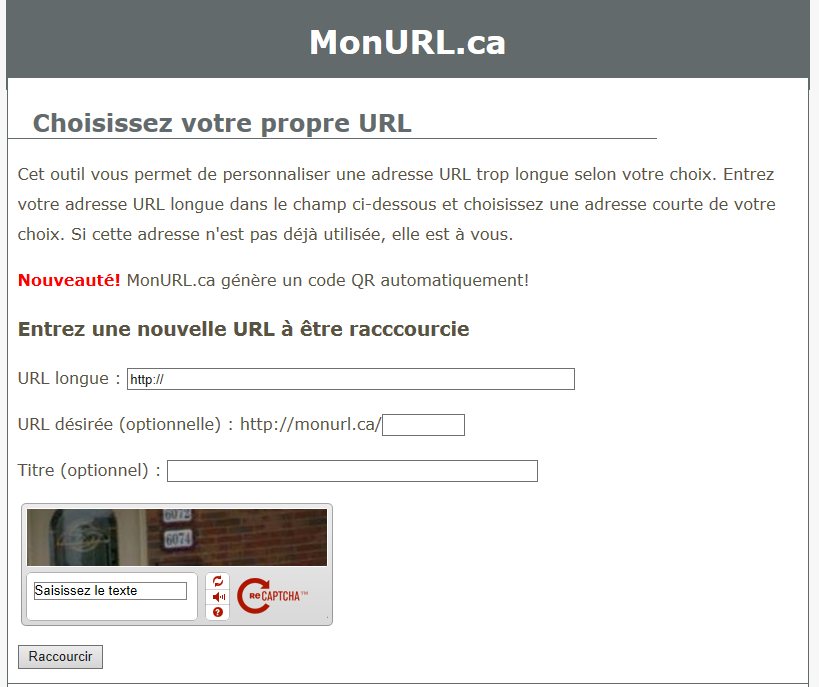 MonURL.ca
Choisissez votre propre URL
Cet outil vous permet de personnaliser une adresse URL trop longue selon votre choix. Entrez
votre adresse URL longue dans le champ ci-dessous et choisissez une adresse courte de votre
choix. Si cette adresse n'est pas déjà utilisée, elle est à vous.
Nouveauté! MonURL.ca génère un code QR automatiquement!
Entrez une nouvelle URL à être racccourcie
URL longue : http://
URL désirée (optionnelle) : http://monurl.ca/
Titre (optionnel) :
6072
6074
Saisissez le texte
reCAPTCHA™
Raccourcir